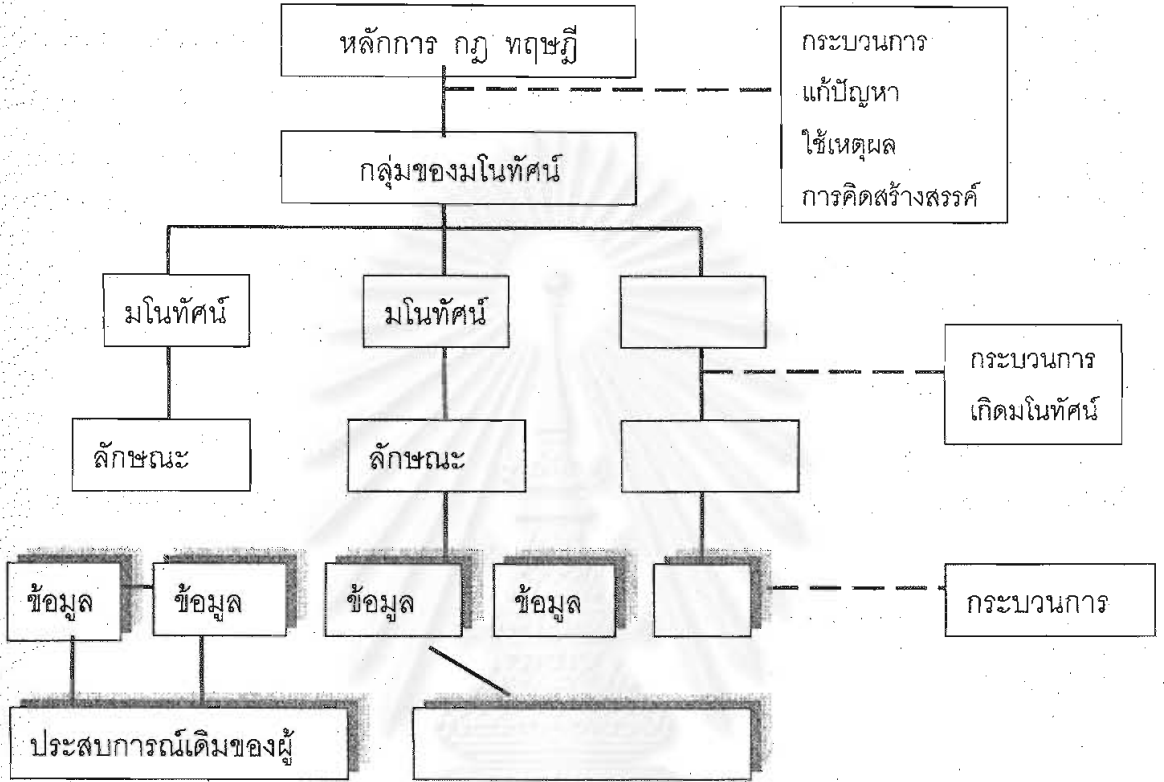 หลักการ กฎ ทฤษฎี
กระบวนการ
แก้ปัญหา
ใช้เหตุผล
การคิดสร้างสรรค์
กลุ่มของมโนทัศน์
มโนทัศน์
มโนทัศน์
กระบวนการ
เกิดมโนทัศน์
ลักษณะ
ลักษณะ
ข้อมูล
ข้อมูล
ข้อมูล
ข้อมูล
กระบวนการ
ประสบการณ์เดิมของผู้